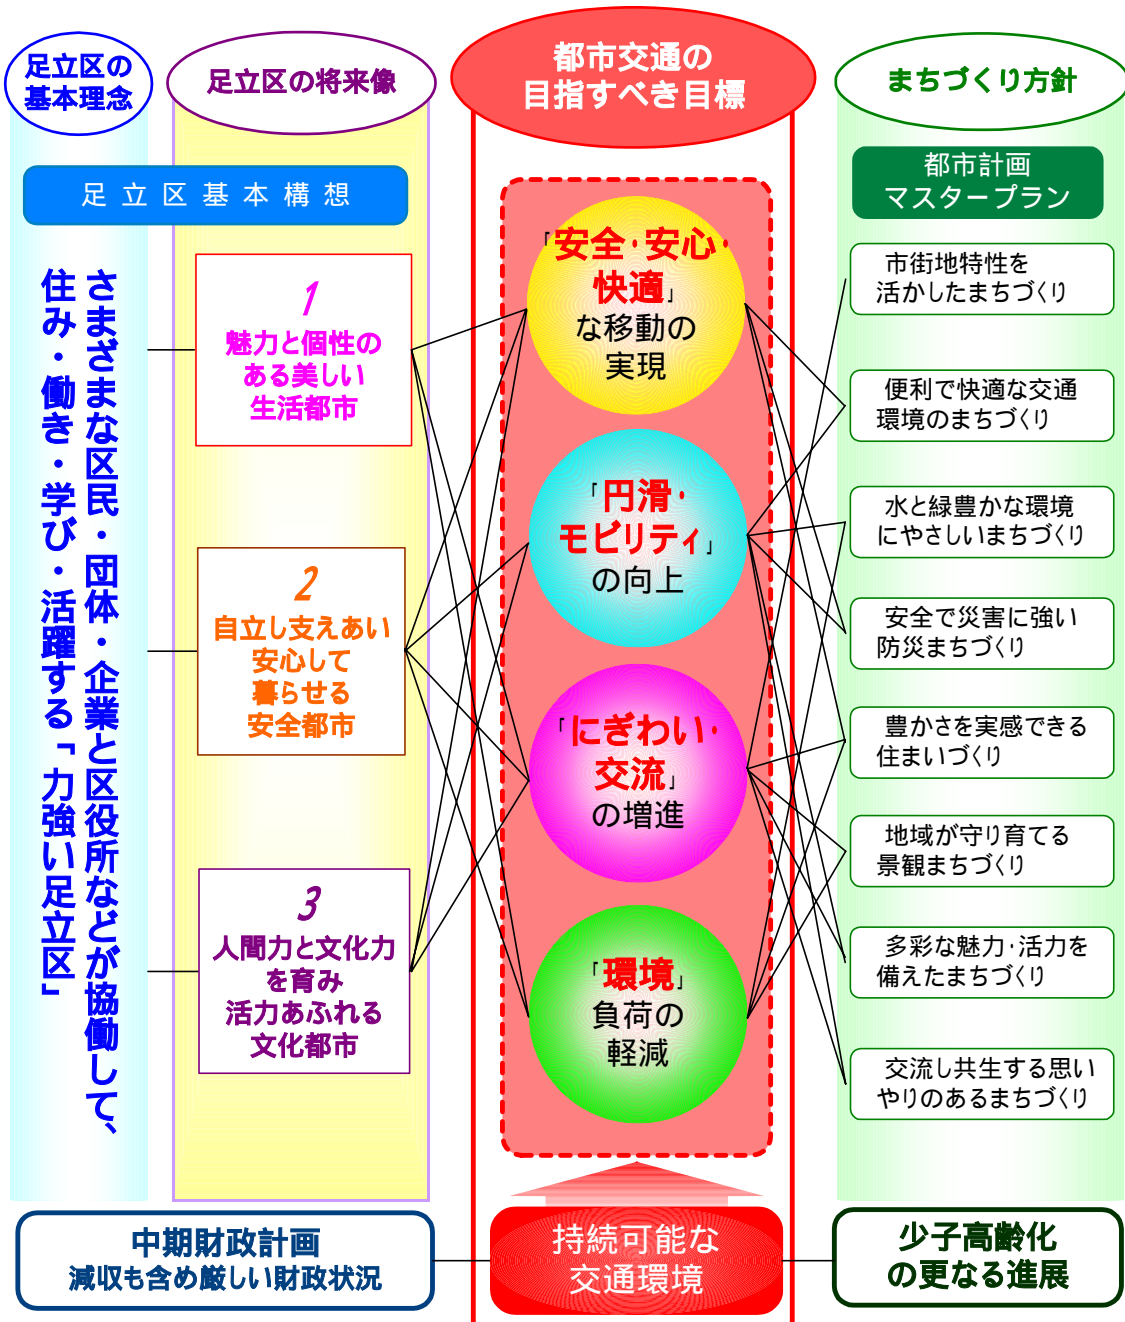 足立区の
基本理念
足立区の将来像
都市交通の
目指すべき目標
まちづくり方針
足立区基本構想
都市計画
マスタープラン
さまざまな区民・団体・企業と区役所などが協働して、
住み・働き・学び・活躍する「力強い足立区」
1
魅力と個性の
ある美しい
生活都市
2
自立し支えあい
安心して
暮らせる
安全都市
3
人間力と文化力
を育み
活力あふれる
文化都市
「安全・安心・
快適」
な移動の
実現
「円滑・
モビリティ」
の向上
「にぎわい・
交流」
の増進
「環境」
負荷の
軽減
市街地特性を
活かしたまちづくり
便利で快適な交通
環境のまちづくり
水と緑豊かな環境
にやさしいまちづくり
安全で災害に強い
防災まちづくり
豊かさを実感できる
住まいづくり
地域が守り育てる
景観まちづくり
多彩な魅力・活力を
備えたまちづくり
交流し共生する思い
やりのあるまちづくり
中期財政計画
減収も含め厳しい財政状況
持続可能な
交通環境
少子高齢化
の更なる進展